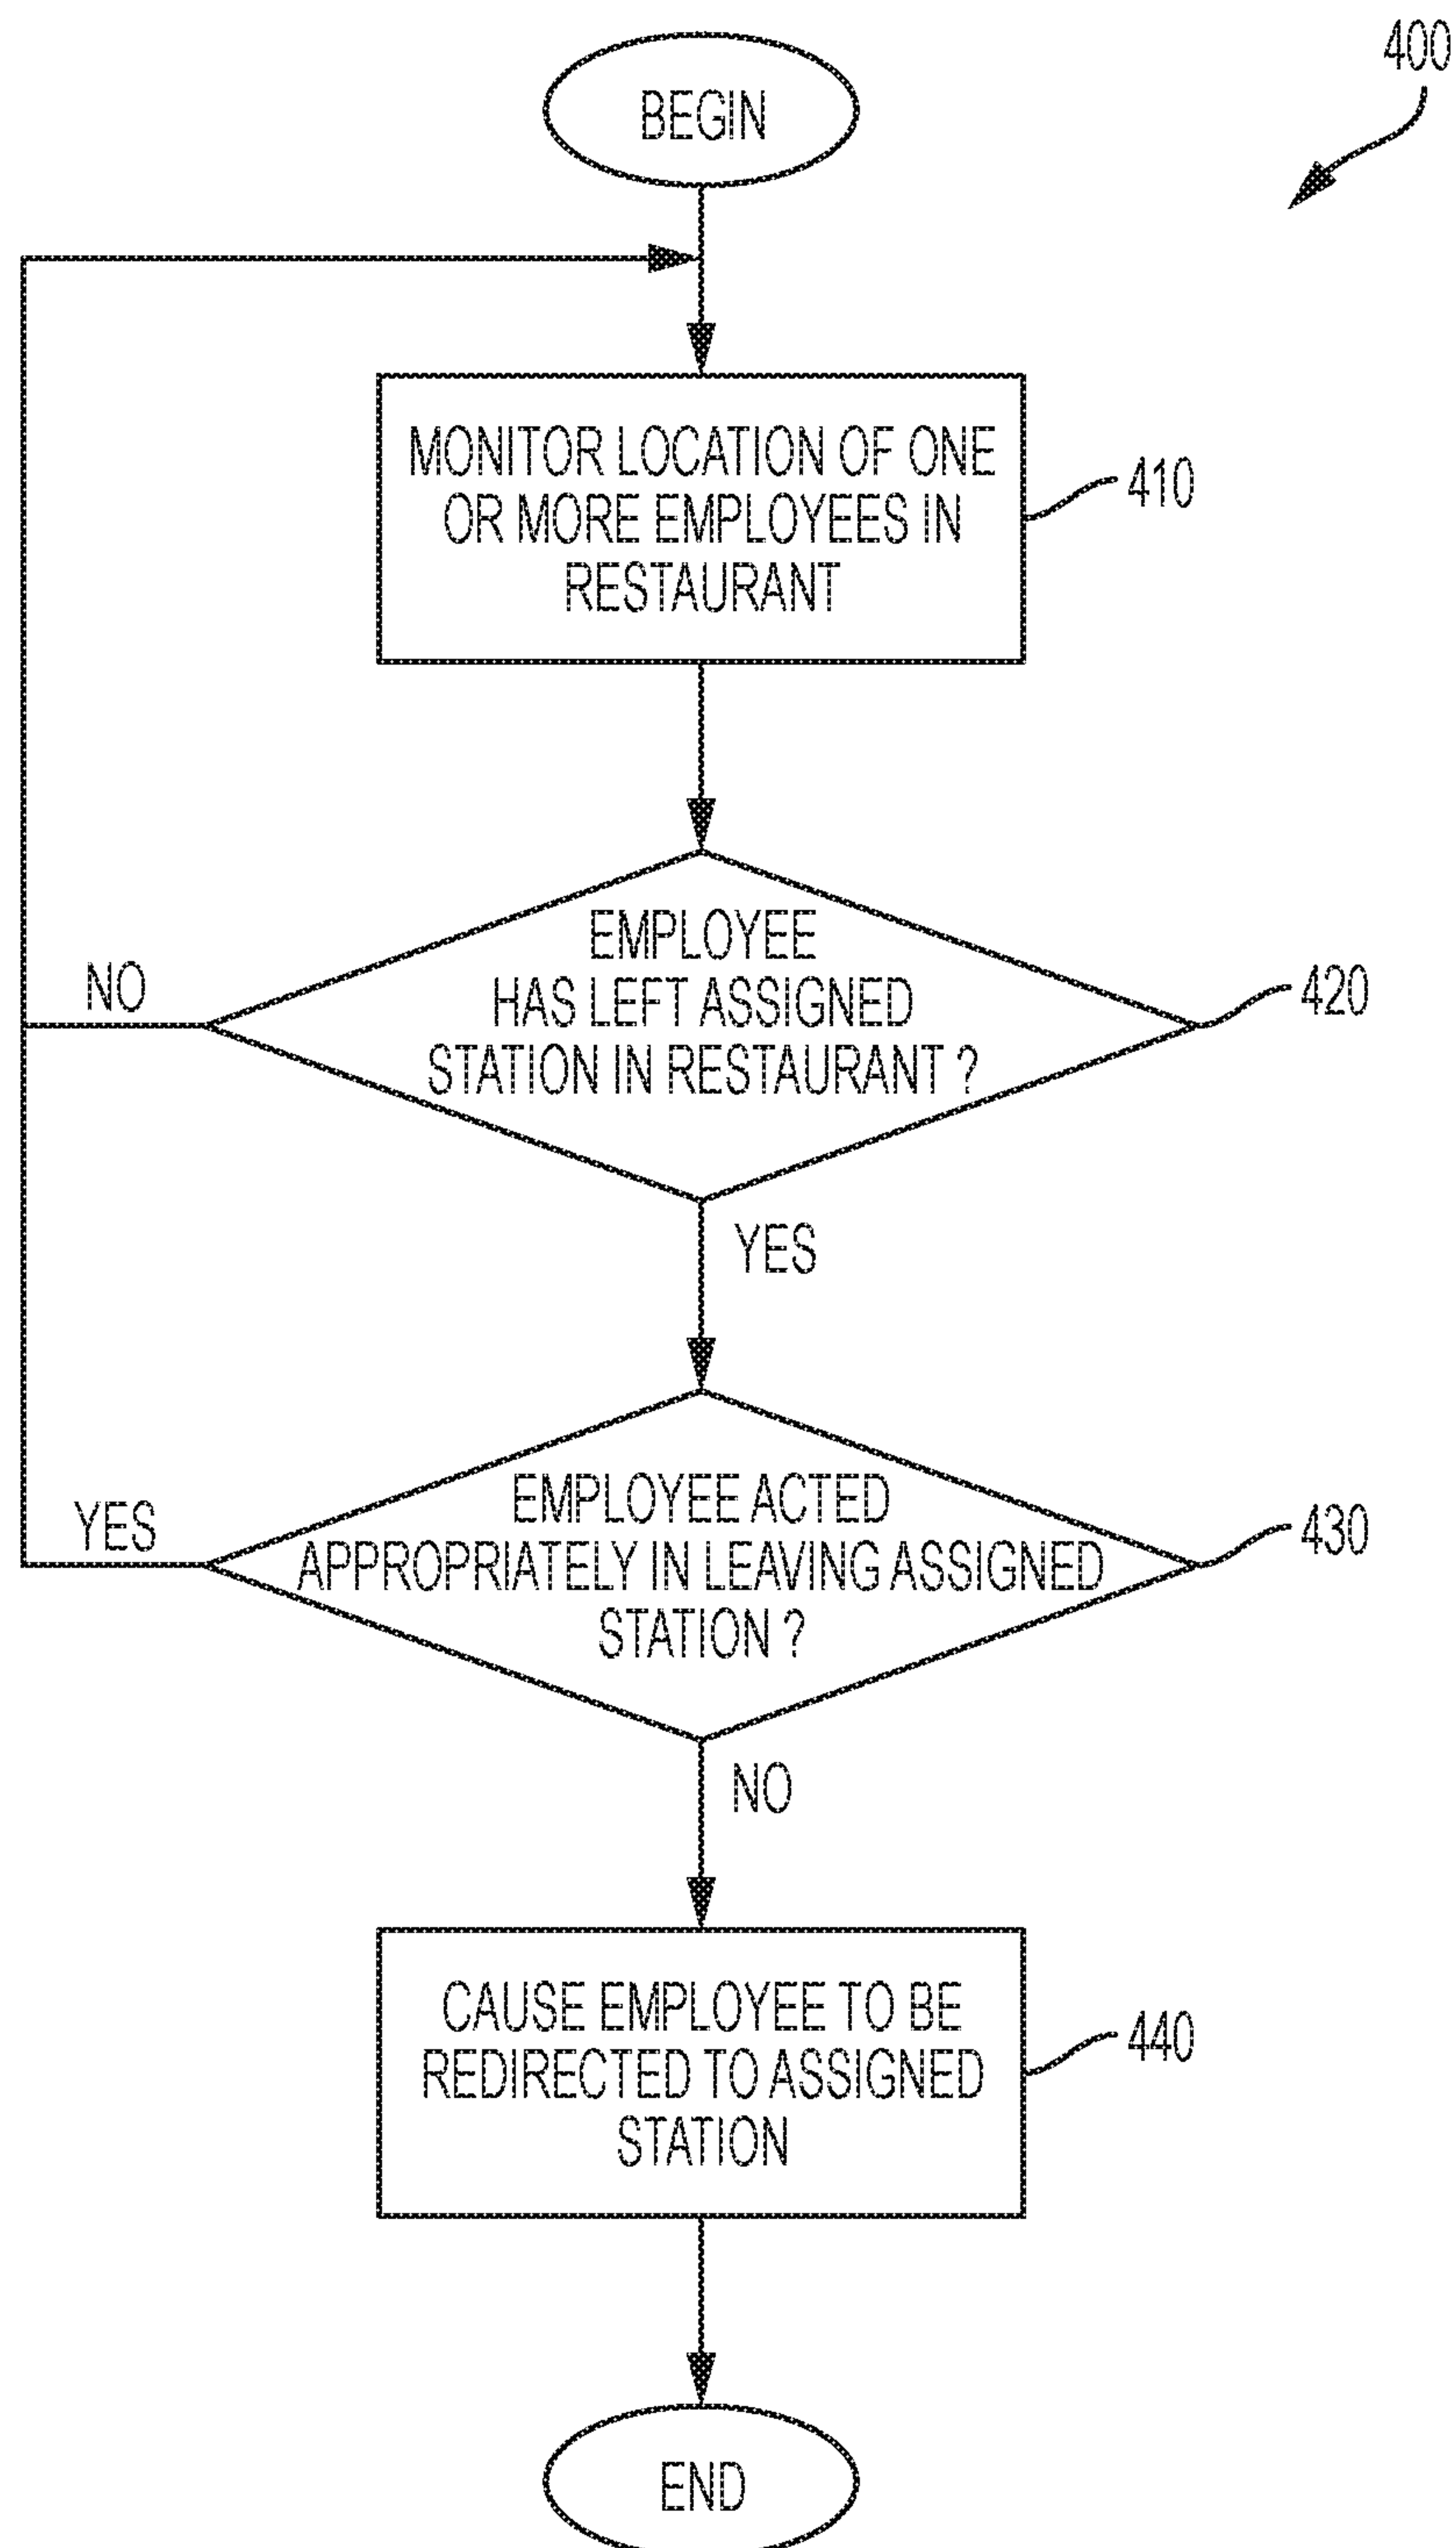 400
BEGIN
MONITOR LOCATION OF ONE
OR MORE EMPLOYEES IN
RESTAURANT
410
EMPLOYEE
HAS LEFT ASSIGNED
STATION IN RESTAURANT ?
420
NO
YES
EMPLOYEE ACTED
APPROPRIATELY IN LEAVING ASSIGNED
STATION ?
430
YES
NO
CAUSE EMPLOYEE TO BE
REDIRECTED TO ASSIGNED
STATION
440
END